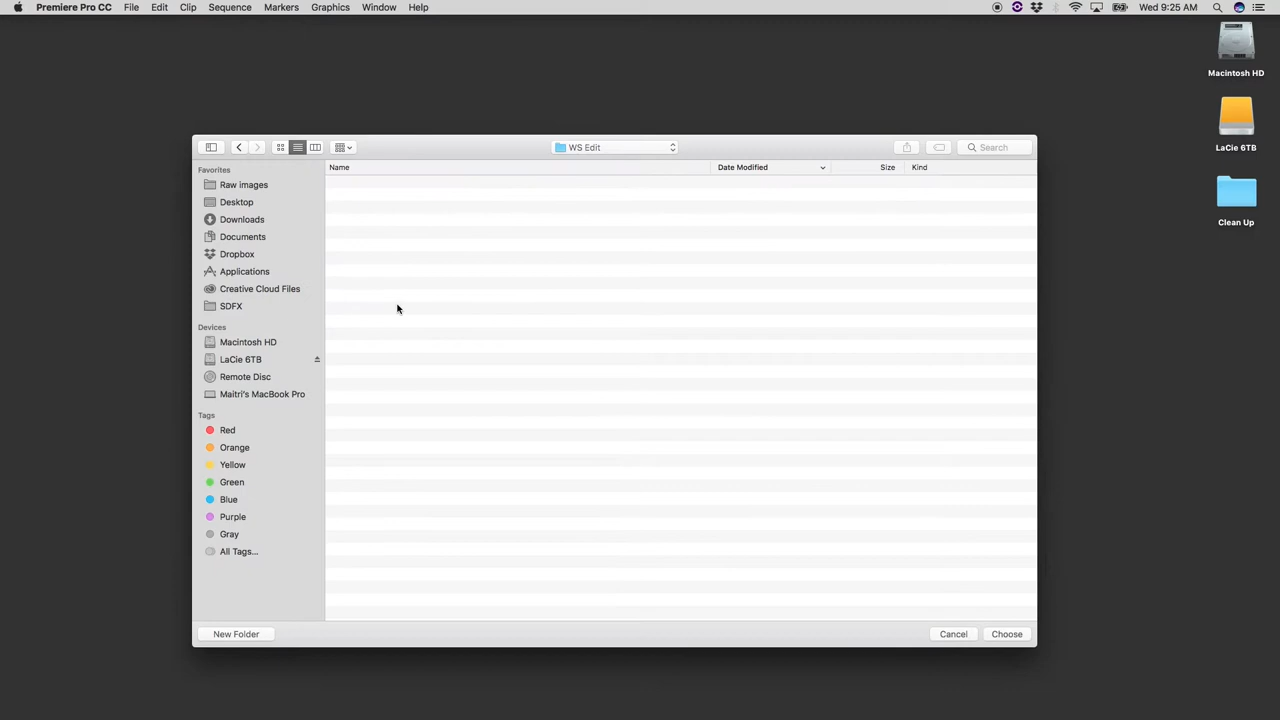 Premiere Pro CC File Edit Clip Sequence Markers Graphics Window Help Wed 9:25 AM
Macintosh HD
LaCie 6TB
Clean Up
WS Edit
Search
Favorites
Raw images
Desktop
Downloads
Documents
Dropbox
Applications
Creative Cloud Files
SDFX
Devices
Macintosh HD
LaCie 6TB
Remote Disc
Maitri's MacBook Pro
Tags
Red
Orange
Yellow
Green
Blue
Purple
Gray
All Tags...
Name Date Modified Size Kind
New Folder Cancel Choose